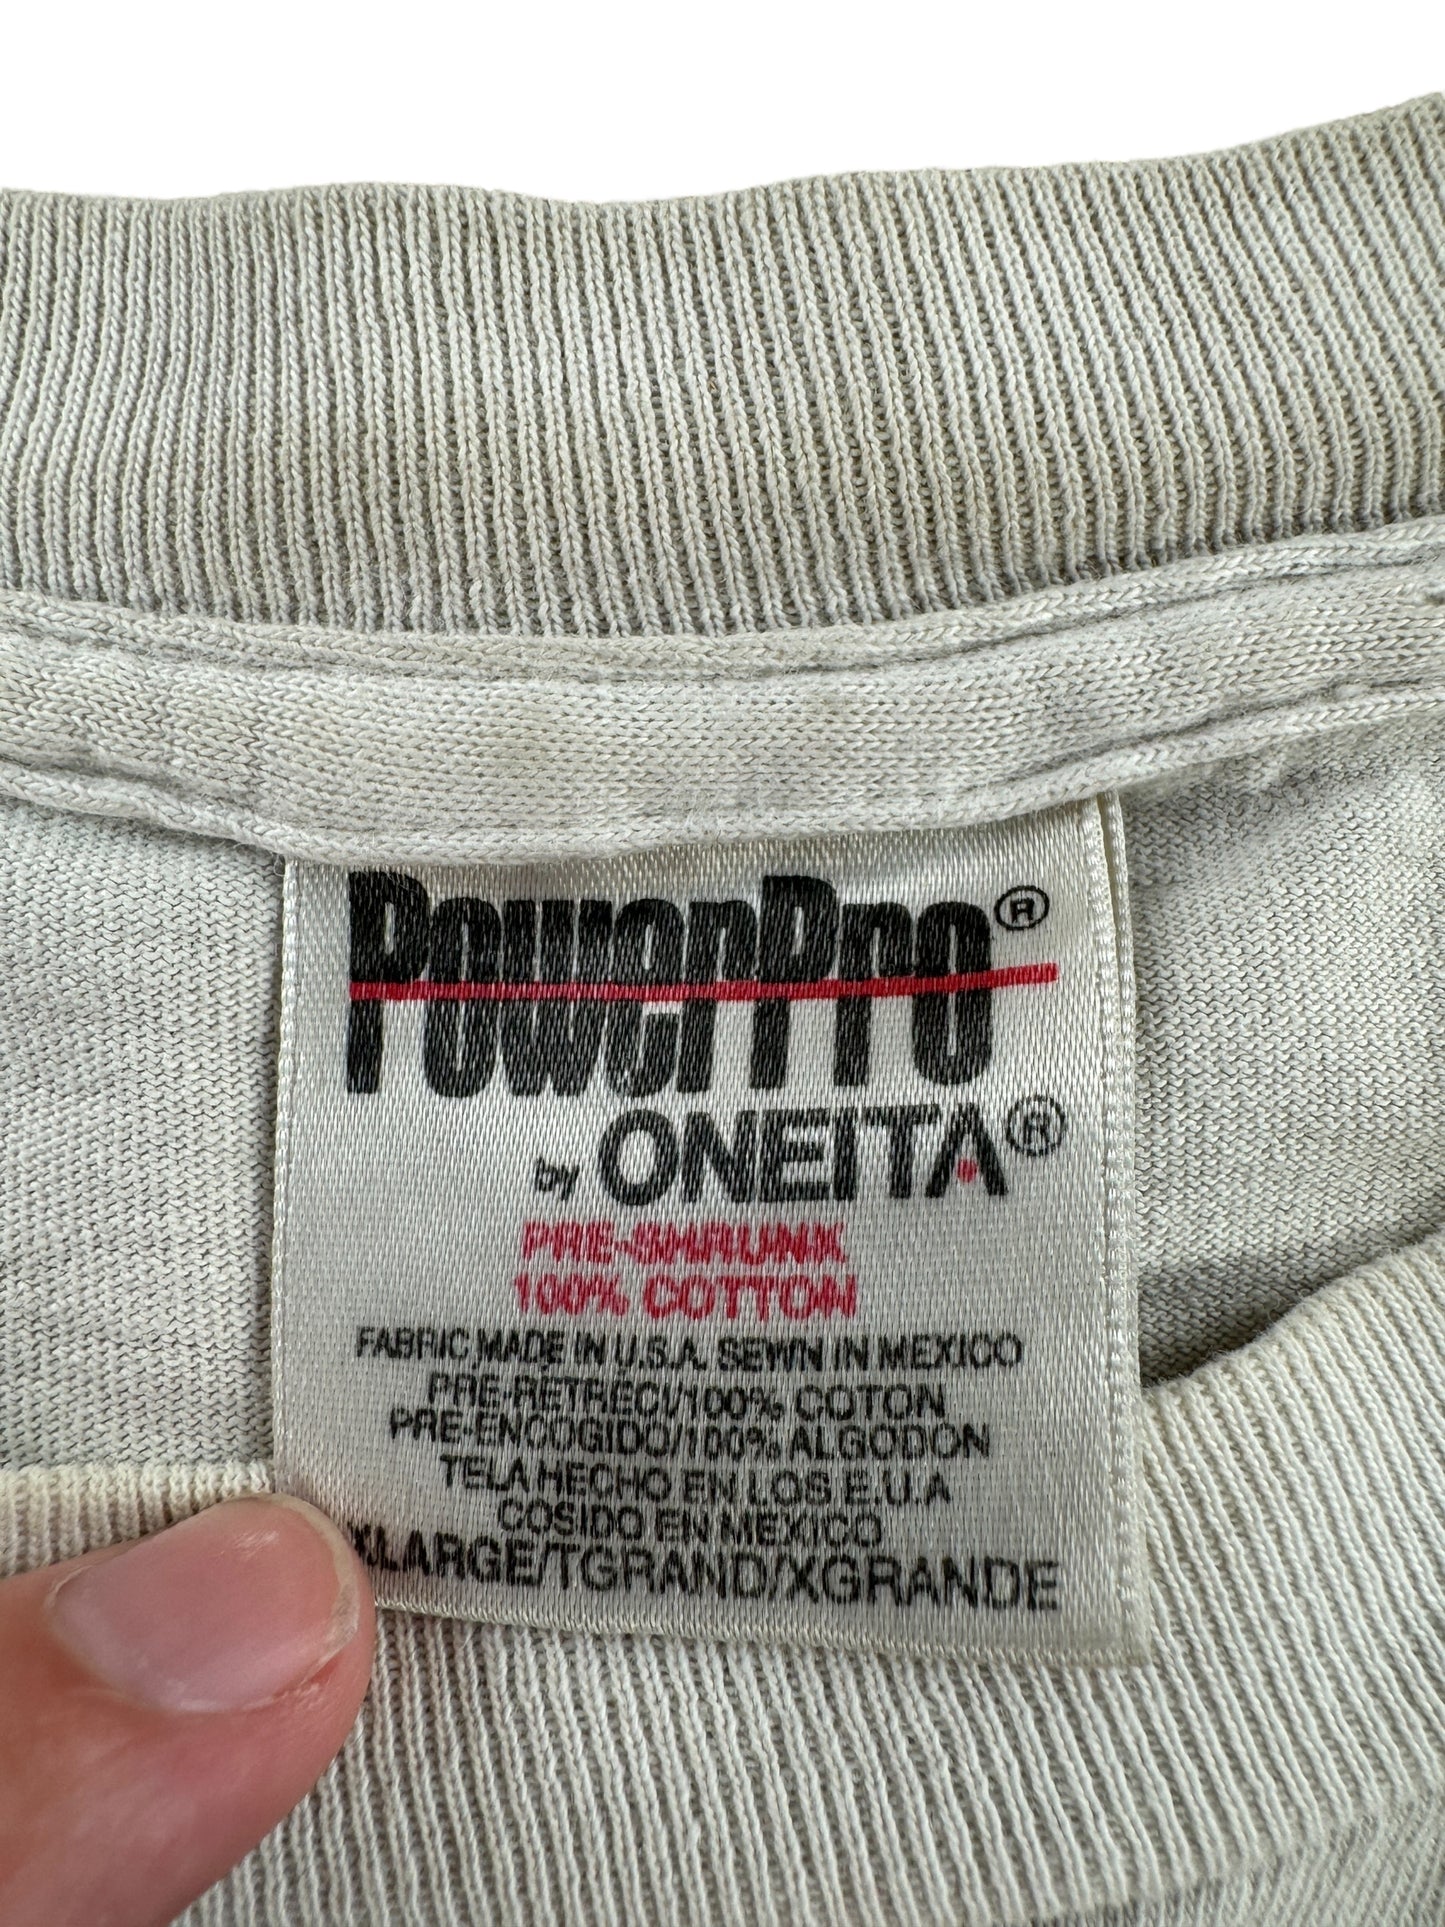 PowerPro®
by ONEITA®
PRE-SHRUNK
100% COTTON
FABRIC MADE IN U.S.A. SEWN IN MEXICO
PRE-RETRECI/100% COTON
PRE-ENCOGIDO/100% ALGODON
TELA HECHO EN LOS E.U.A
COSIDO EN MEXICO
XLARGE/TGRAND/XGRANDE